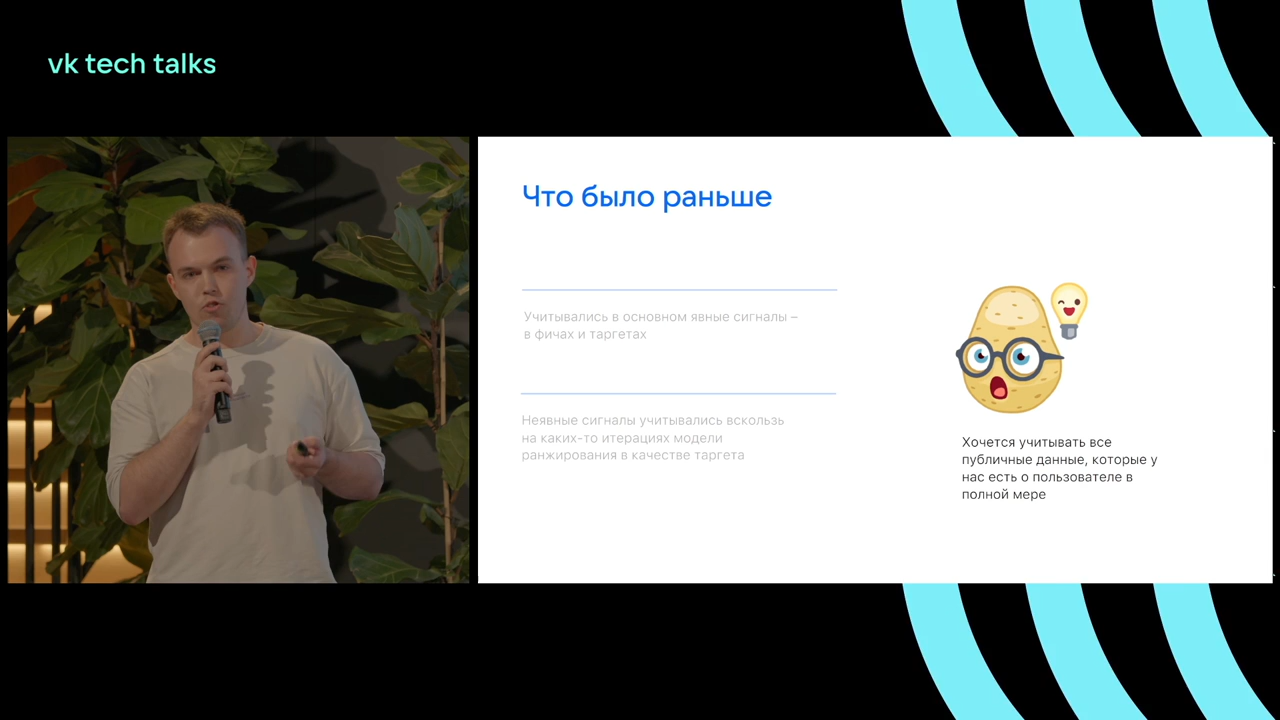 vk tech talks
Что было раньше
Учитывались в основном явные сигналы –
в фичах и таргетах
Неявные сигналы учитывались вскользь
на каких-то итерациях модели
ранжирования в качестве таргета
Хочется учитывать все
публичные данные, которые у
нас есть о пользователе в
полной мере